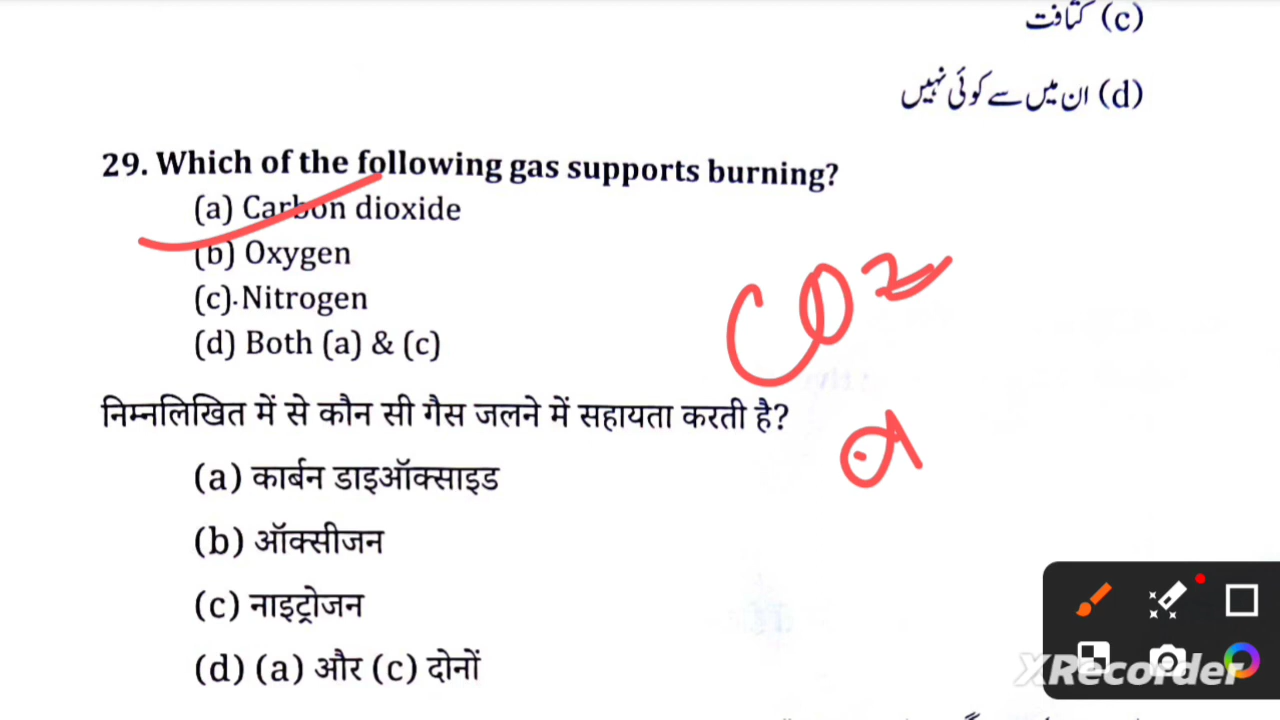 (c) کثافت
(d) ان میں سے کوئی نہیں
29. Which of the following gas supports burning?
(a) Carbon dioxide
(b) Oxygen
(c) Nitrogen
(d) Both (a) & (c)
CO2
निम्नलिखित में से कौन सी गैस जलने में सहायता करती है?
(a) कार्बन डाइऑक्साइड
(b) ऑक्सीजन
(c) नाइट्रोजन
(d) (a) और (c) दोनों
XRecorder